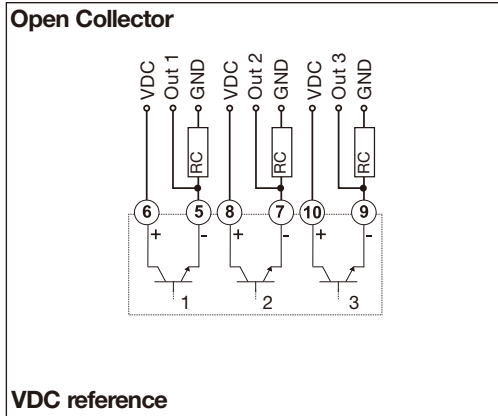 Open Collector
VDC Out 1 GND VDC Out 2 GND VDC Out 3 GND
RC RC RC
6 5 8 7 10 9
+ - + - + -
1 2 3
VDC reference